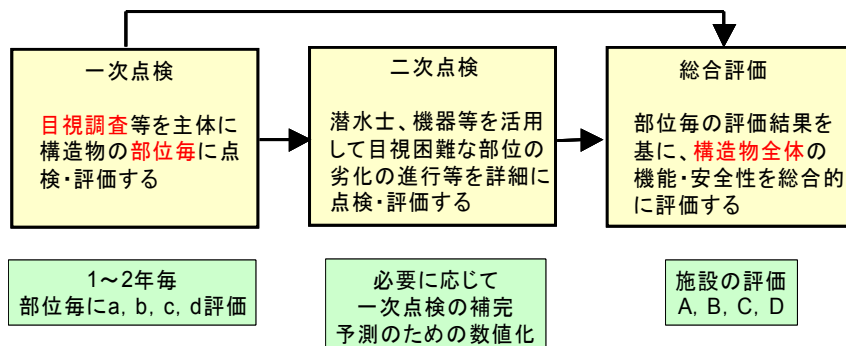 一次点検
目視調査等を主体に
構造物の部位毎に点
検・評価する
二次点検
潜水士、機器等を活用
して目視困難な部位の
劣化の進行等を詳細に
点検・評価する
総合評価
部位毎の評価結果を
基に、構造物全体の
機能・安全性を総合的
に評価する
1～2年毎
部位毎にa, b, c, d評価
必要に応じて
一次点検の補完
予測のための数値化
施設の評価
A, B, C, D